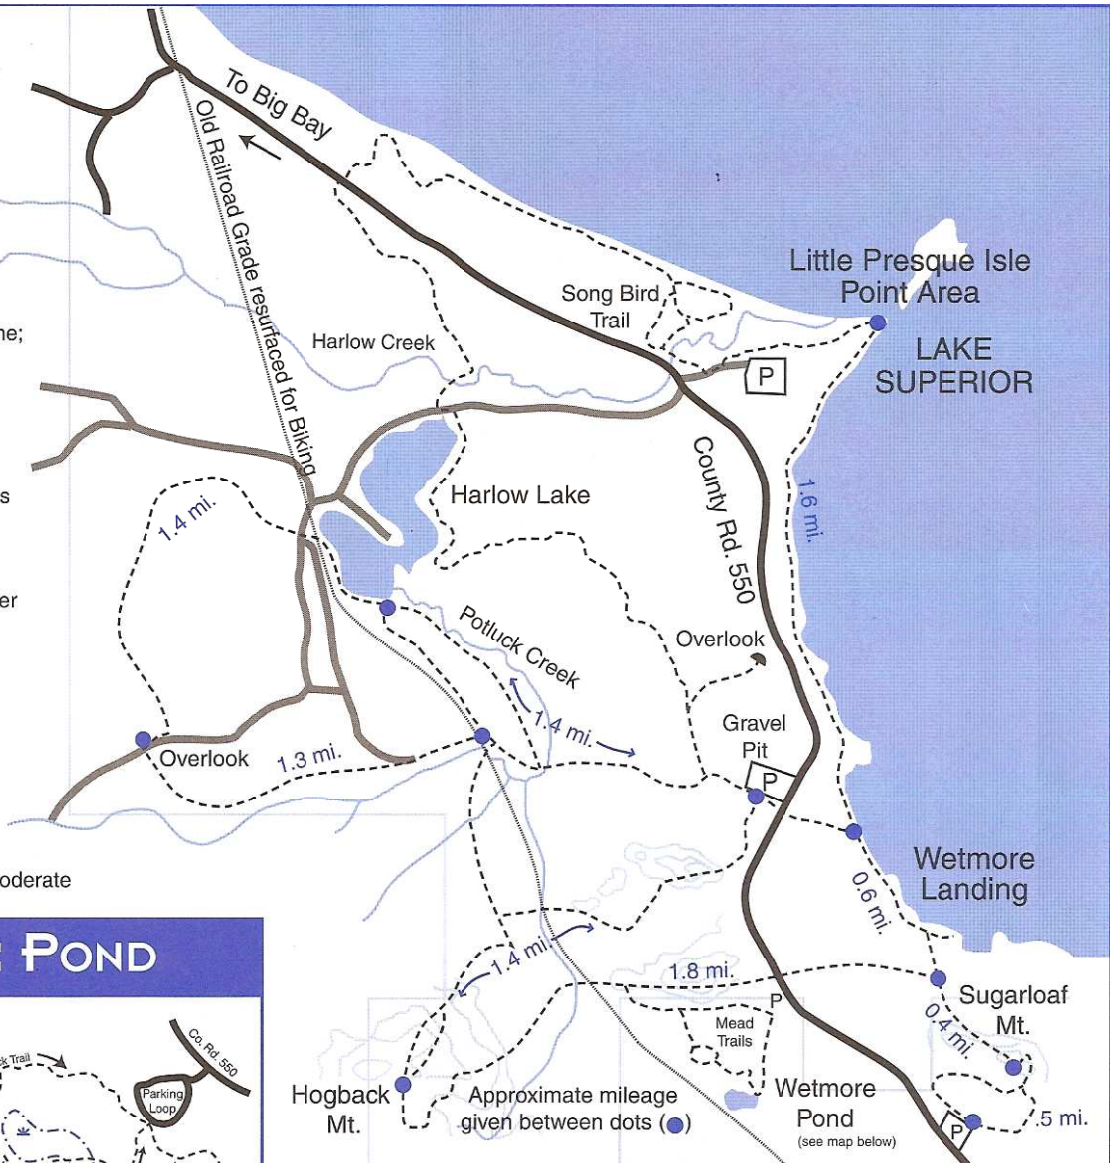 To Big Bay
Old Railroad Grade resurfaced for Biking
Little Presque Isle
Point Area
LAKE
SUPERIOR
Song Bird
Trail
P
Harlow Creek
ne;
County Rd. 550
1.6 mi.
Harlow Lake
s
1.4 mi.
er
Potluck Creek
Overlook
1.4 mi.
Gravel
Pit
P
Overlook
1.3 mi.
Wetmore
Landing
0.6 mi.
oderate
POND
1.4 mi.
1.8 mi.
P
Sugarloaf
Mt.
0.4 mi.
Mead
Trails
Hogback
Mt.
Approximate mileage
given between dots ( )
Wetmore
Pond
(see map below)
.5 mi.
P
Co. Rd. 550
ck Trail
Parking
Loop